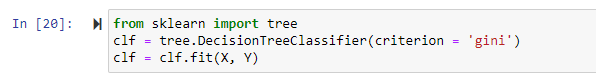 In [20]:
from sklearn import tree
clf = tree.DecisionTreeClassifier(criterion = 'gini')
clf = clf.fit(X, Y)